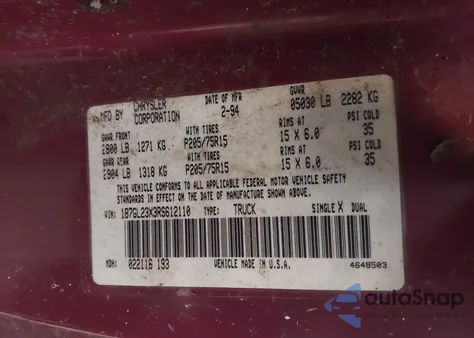 MFD BY CHRYSLER CORPORATION DATE OF MFR 2-94 GVWR 05030 LB 2282 KG
GAWR FRONT WITH TIRES RIMS AT PSI COLD
2800 LB 1271 KG P205/75R15 15 X 6.0 35
GAWR REAR WITH TIRES RIMS AT PSI COLD
2904 LB 1318 KG P205/75R15 15 X 6.0 35
THIS VEHICLE CONFORMS TO ALL APPLICABLE FEDERAL MOTOR VEHICLE SAFETY
STANDARDS IN EFFECT ON THE DATE OF MANUFACTURE SHOWN ABOVE.
VIN: 1B7GL23K3RS612110 TYPE: TRUCK SINGLE X DUAL
MDH: 022116 193 VEHICLE MADE IN U.S.A. 4648503
autoSnap